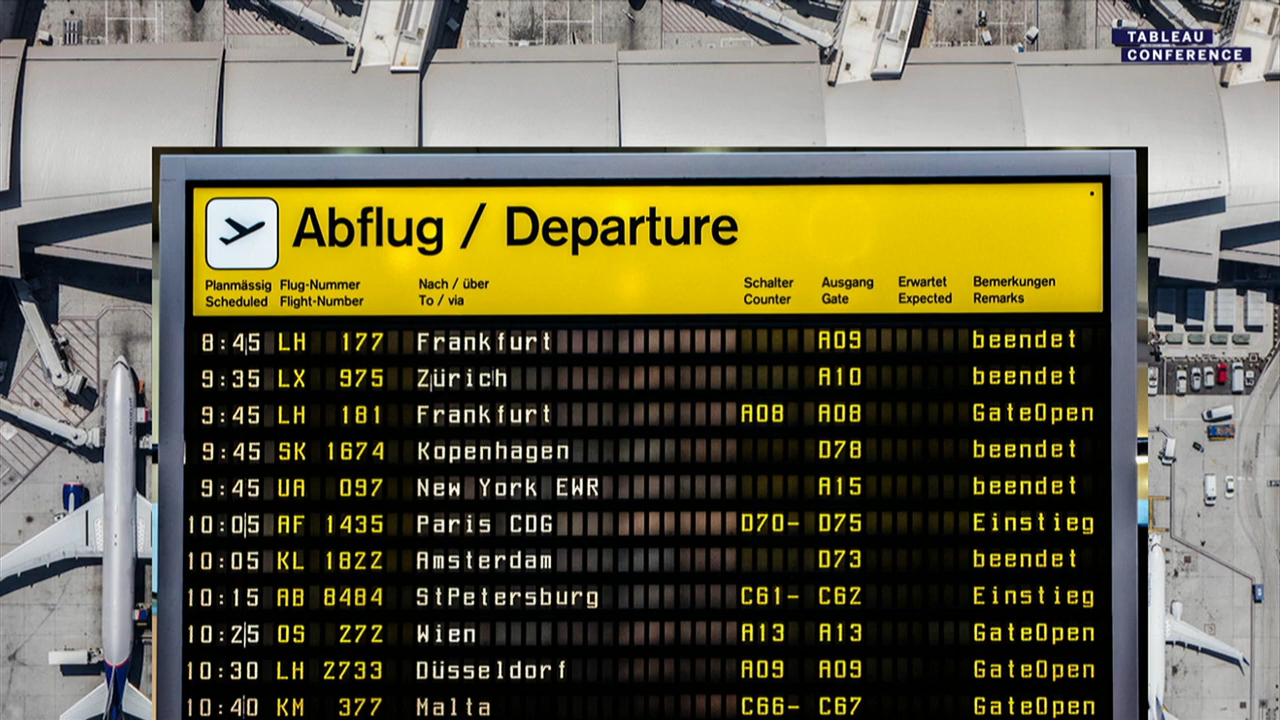 TABLEAU
CONFERENCE
Abflug / Departure
Planmässig Flug-Nummer Nach / über Schalter Ausgang Erwartet Bemerkungen
Scheduled Flight-Number To / via Counter Gate Expected Remarks
8:45 LH 177 Frankfurt A09 beendet
9:35 LX 975 Zürich A10 beendet
9:45 LH 181 Frankfurt A08 A08 GateOpen
9:45 SK 1674 Kopenhagen D78 beendet
9:45 UA 097 New York EWR A15 beendet
10:05 AF 1435 Paris CDG D70- D75 Einstieg
10:05 KL 1822 Amsterdam D73 beendet
10:15 AB 8484 StPetersburg C61- C62 Einstieg
10:25 OS 272 Wien A13 A13 GateOpen
10:30 LH 2733 Düsseldorf A09 A09 GateOpen
10:40 KM 377 Malta C66- C67 GateOpen